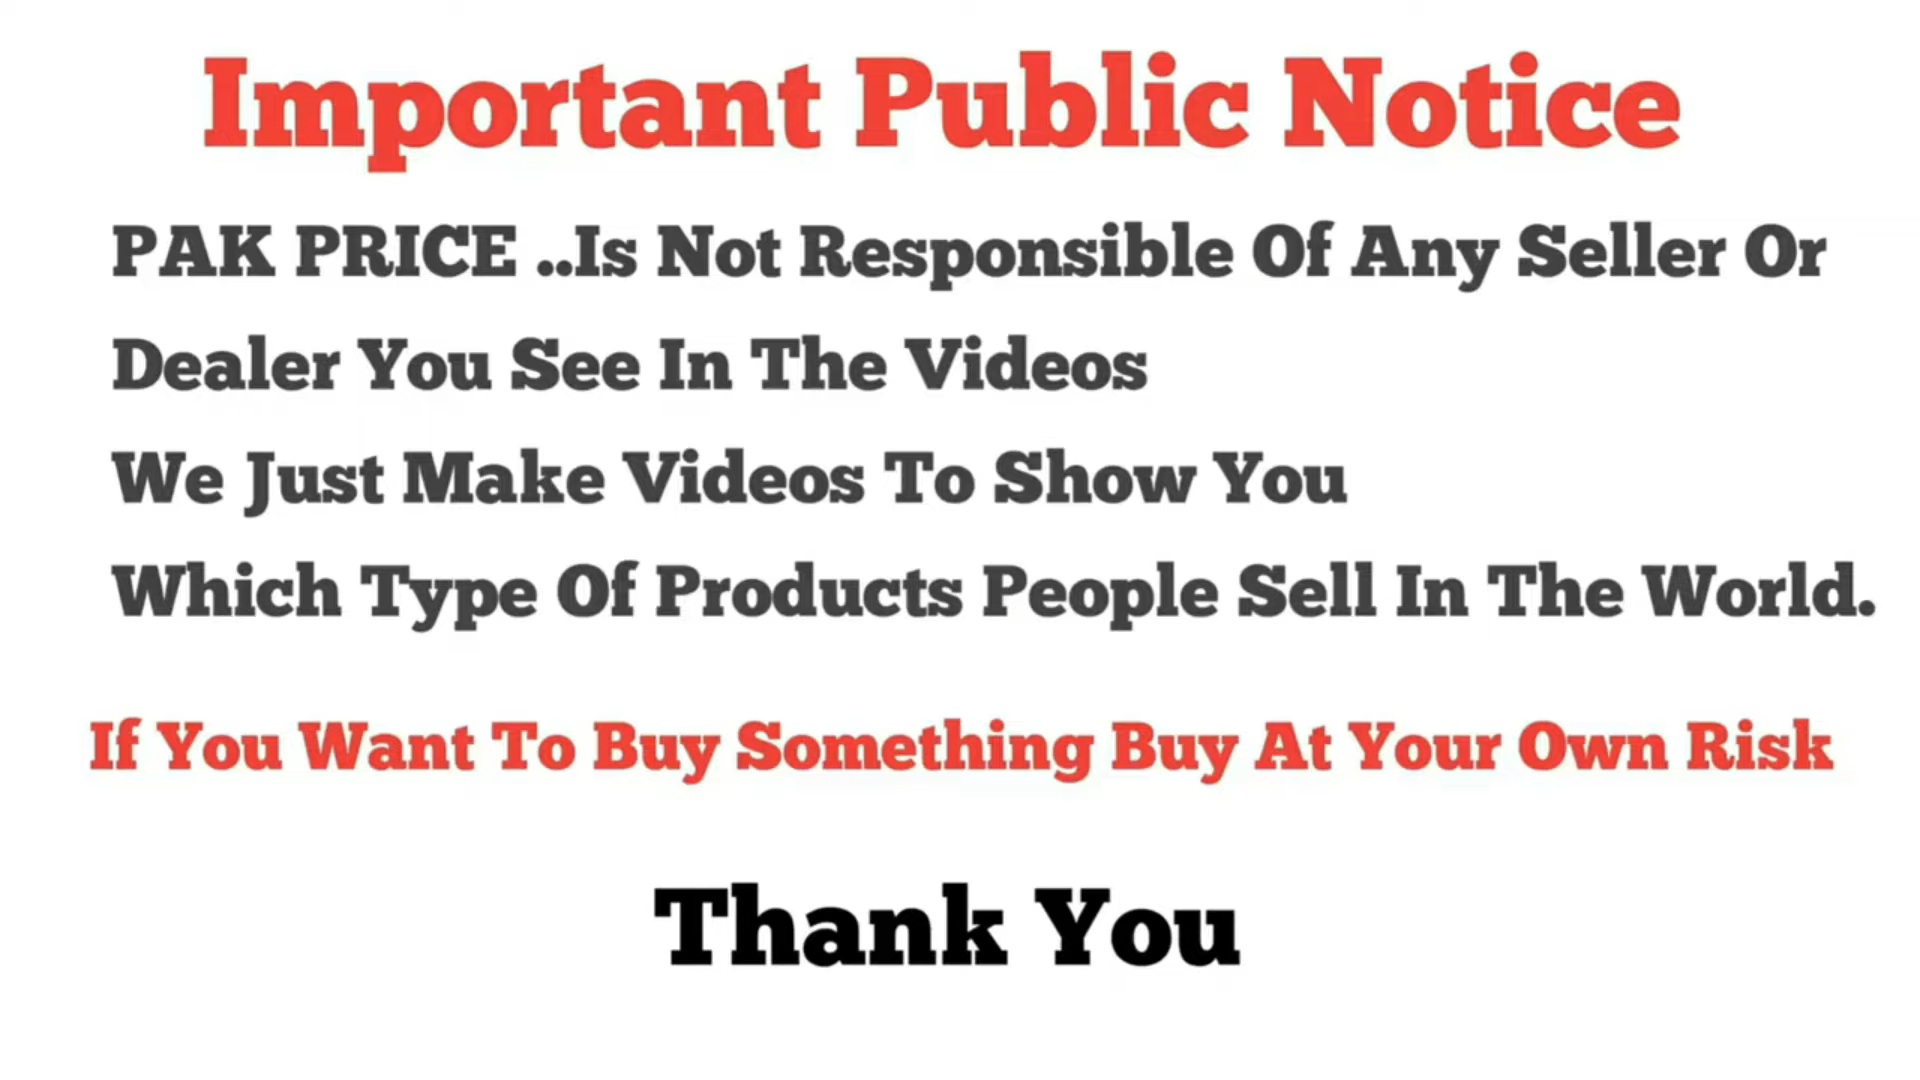 Important Public Notice
PAK PRICE ..Is Not Responsible Of Any Seller Or
Dealer You See In The Videos
We Just Make Videos To Show You
Which Type Of Products People Sell In The World.
If You Want To Buy Something Buy At Your Own Risk
Thank You